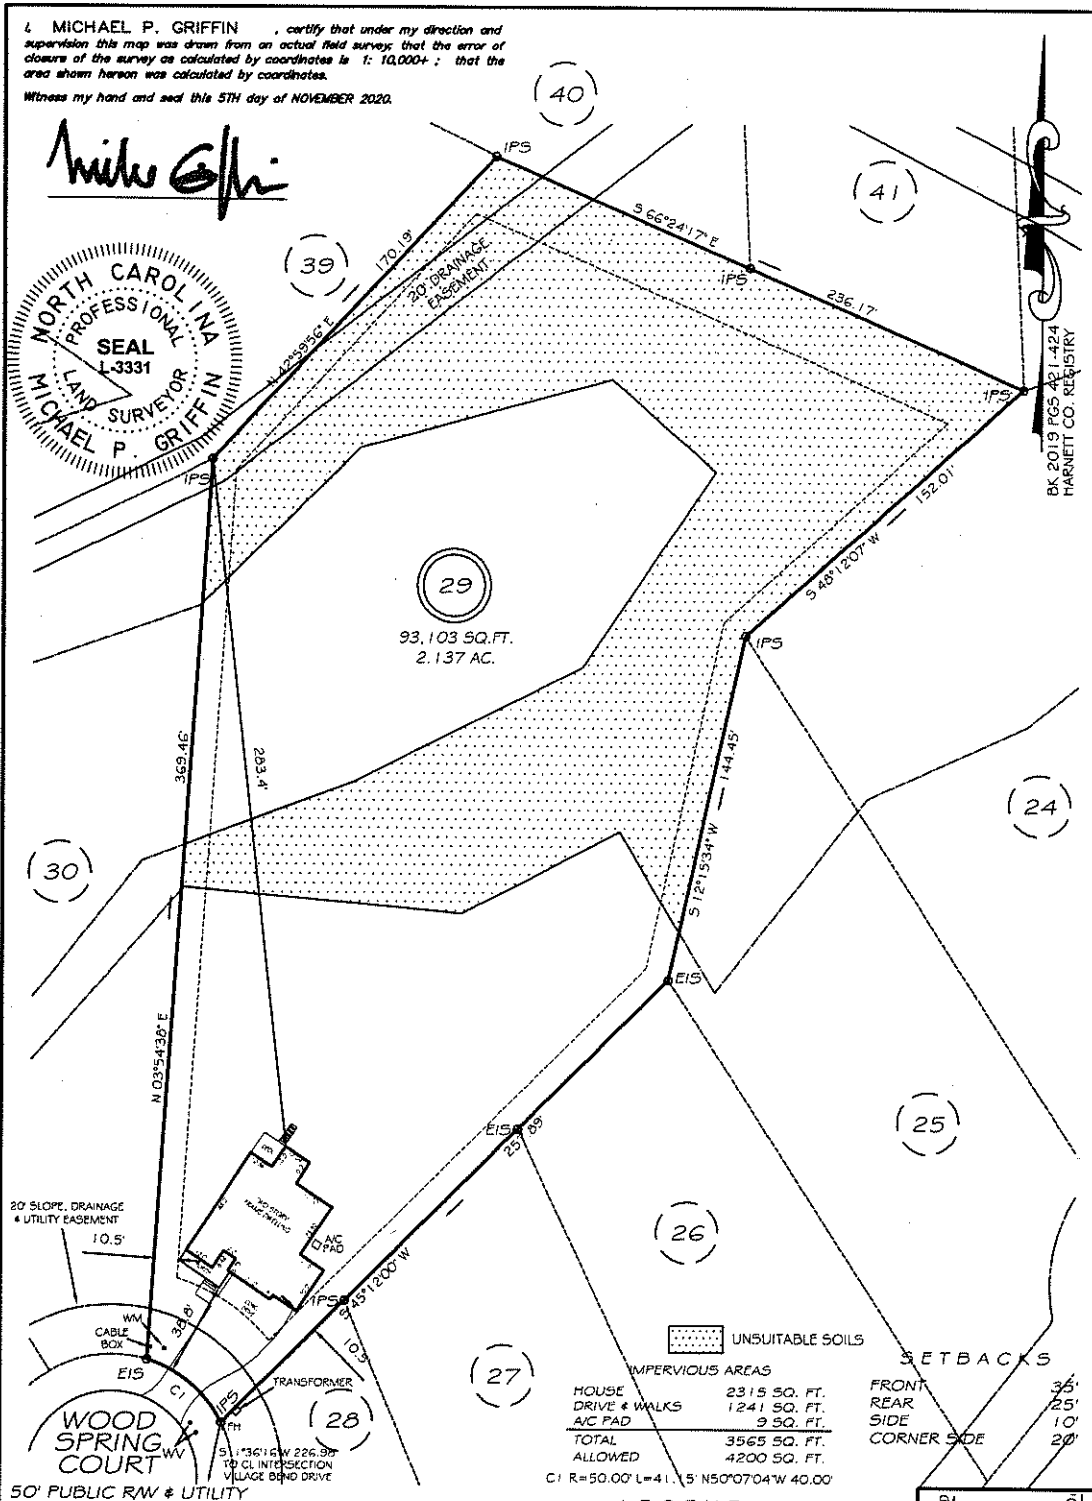 I, MICHAEL P. GRIFFIN , certify that under my direction and
supervision this map was drawn from an actual field survey; that the error of
closure of the survey as calculated by coordinates is 1: 10,000+ ; that the
area shown hereon was calculated by coordinates.
Witness my hand and seal this 5TH day of NOVEMBER 2020.
NORTH CAROLINA
PROFESSIONAL
SEAL
L-3331
LAND SURVEYOR
MICHAEL P. GRIFFIN
40
IPS
41
39
S 66°24'17" E
170.19'
20' DRAINAGE
EASEMENT
IPS
236.17'
N 42°59'56" E
IPS
BK 2019 PGS 421-424
HARNETT CO. REGISTRY
IPS
152.01'
S 48°12'07" W
29
93,103 SQ.FT.
2.137 AC.
IPS
369.46'
283.4'
144.45'
24
30
S 12°15'34" W
EIS
N 03°54'38" E
EIS
25
20' SLOPE, DRAINAGE
& UTILITY EASEMENT
10.5'
A/C
PAD
26
IPS
S 45°12'00" W
10.5'
38.8'
WM
CABLE
BOX
EIS
C1
IPS
TRANSFORMER
FH
28
27
WOOD
SPRING
COURT
WV
TO CL INTERSECTION
VILLAGE BEND DRIVE
50' PUBLIC R/W & UTILITY
UNSUITABLE SOILS
IMPERVIOUS AREAS
HOUSE 2315 SQ. FT.
DRIVE & WALKS 1241 SQ. FT.
A/C PAD 9 SQ. FT.
TOTAL 3565 SQ. FT.
ALLOWED 4200 SQ. FT.
C1 R=50.00' L=41.15' N50°07'04"W 40.00'
SETBACKS
FRONT 35'
REAR 25'
SIDE 10'
CORNER SIDE 20'